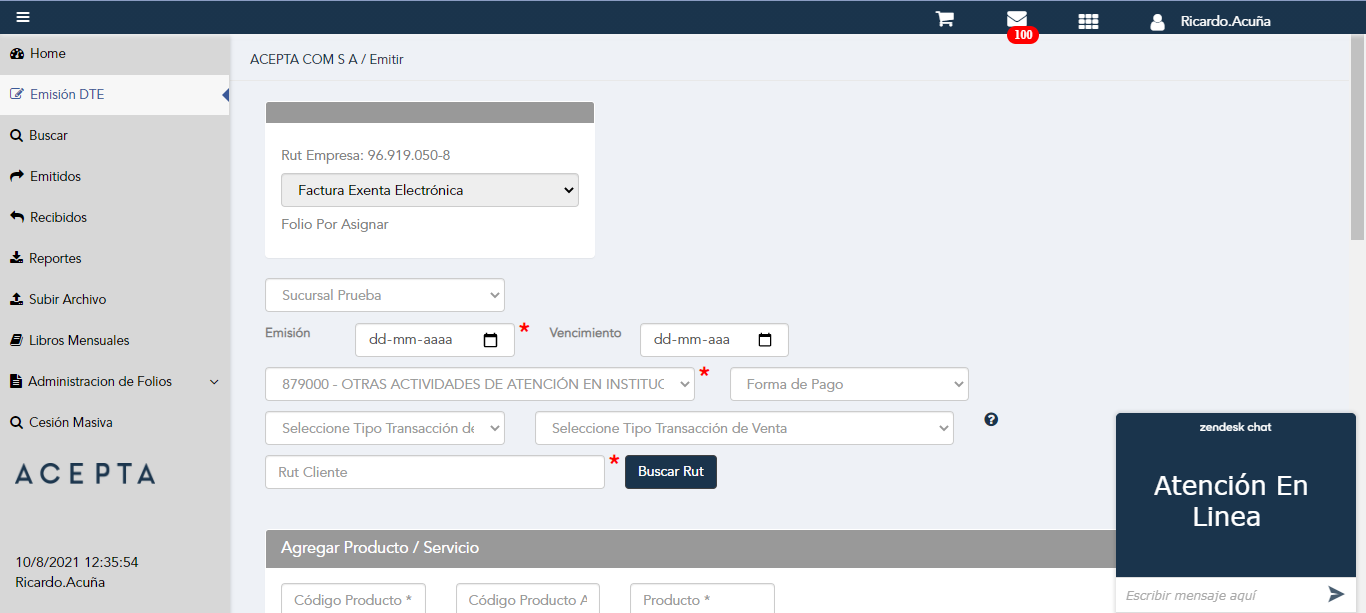 Ricardo.Acuña
100
Home
Emisión DTE
Buscar
Emitidos
Recibidos
Reportes
Subir Archivo
Libros Mensuales
Administracion de Folios
Cesión Masiva
ACEPTA
10/8/2021 12:35:54
Ricardo.Acuña
ACEPTA COM S A / Emitir
Rut Empresa: 96.919.050-8
Factura Exenta Electrónica
Folio Por Asignar
Sucursal Prueba
Emisión dd-mm-aaaa * Vencimiento dd-mm-aaa
879000 - OTRAS ACTIVIDADES DE ATENCIÓN EN INSTITUC * Forma de Pago
Seleccione Tipo Transacción de Seleccione Tipo Transacción de Venta ?
Rut Cliente * Buscar Rut
Agregar Producto / Servicio
Código Producto * Código Producto A Producto *
zendesk chat
Atención En
Linea
Escribir mensaje aquí